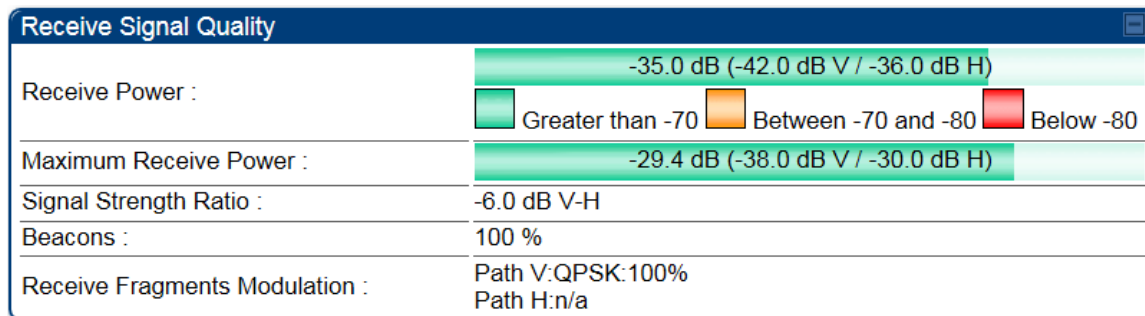 Receive Signal Quality
Receive Power :
-35.0 dB (-42.0 dB V / -36.0 dB H)
Greater than -70 Between -70 and -80 Below -80
Maximum Receive Power :
-29.4 dB (-38.0 dB V / -30.0 dB H)
Signal Strength Ratio :
-6.0 dB V-H
Beacons :
100 %
Receive Fragments Modulation :
Path V:QPSK:100%
Path H:n/a